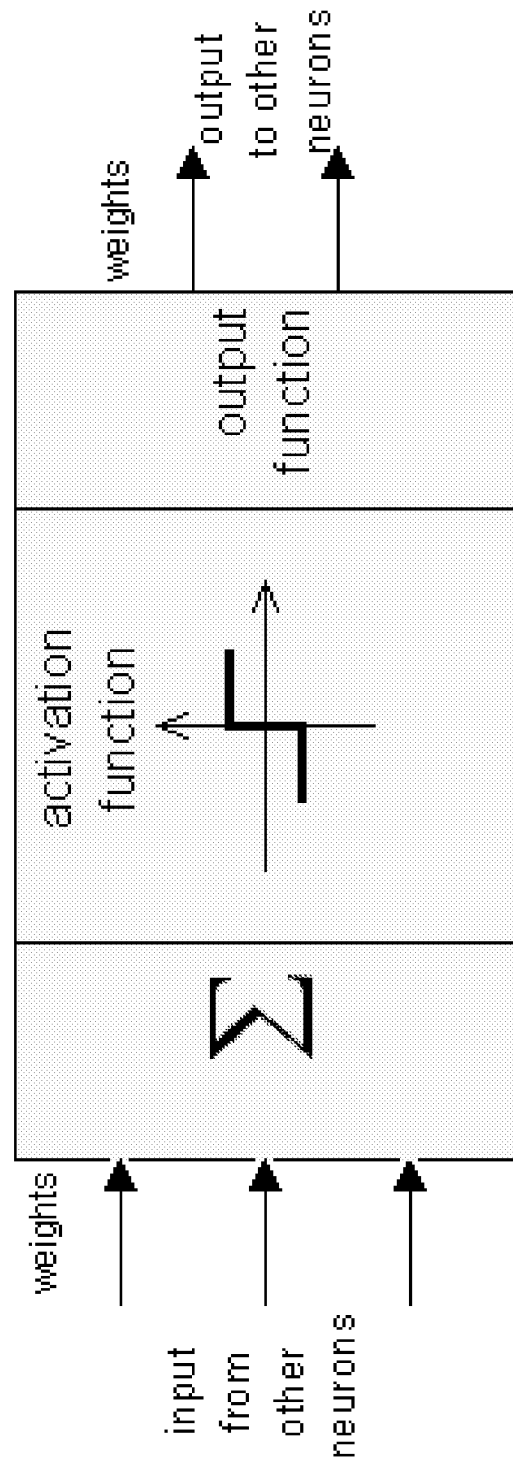 input
from
other
neurons
weights
Σ
activation
function
output
function
weights
output
to other
neurons